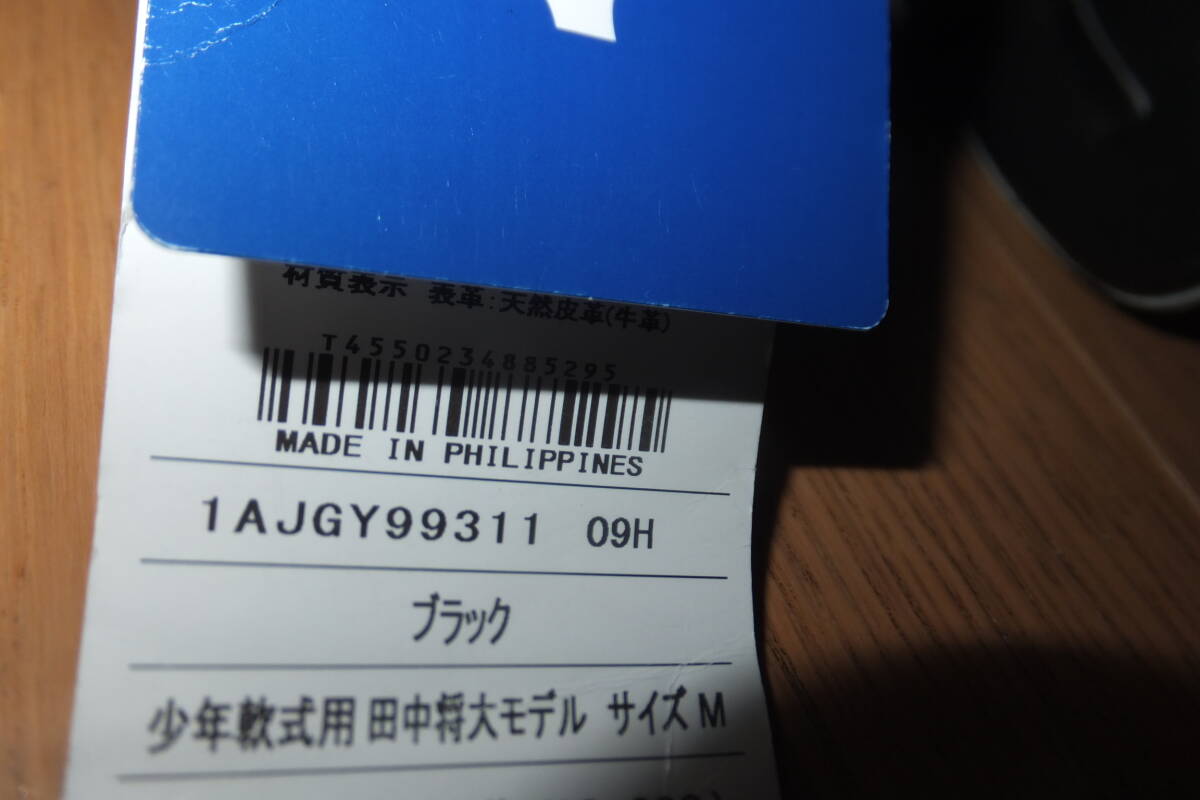 材質表示 表革:天然皮革(牛革)
T4550234885295
MADE IN PHILIPPINES
1AJGY99311 09H
ブラック
少年軟式用 田中将大モデル サイズ M